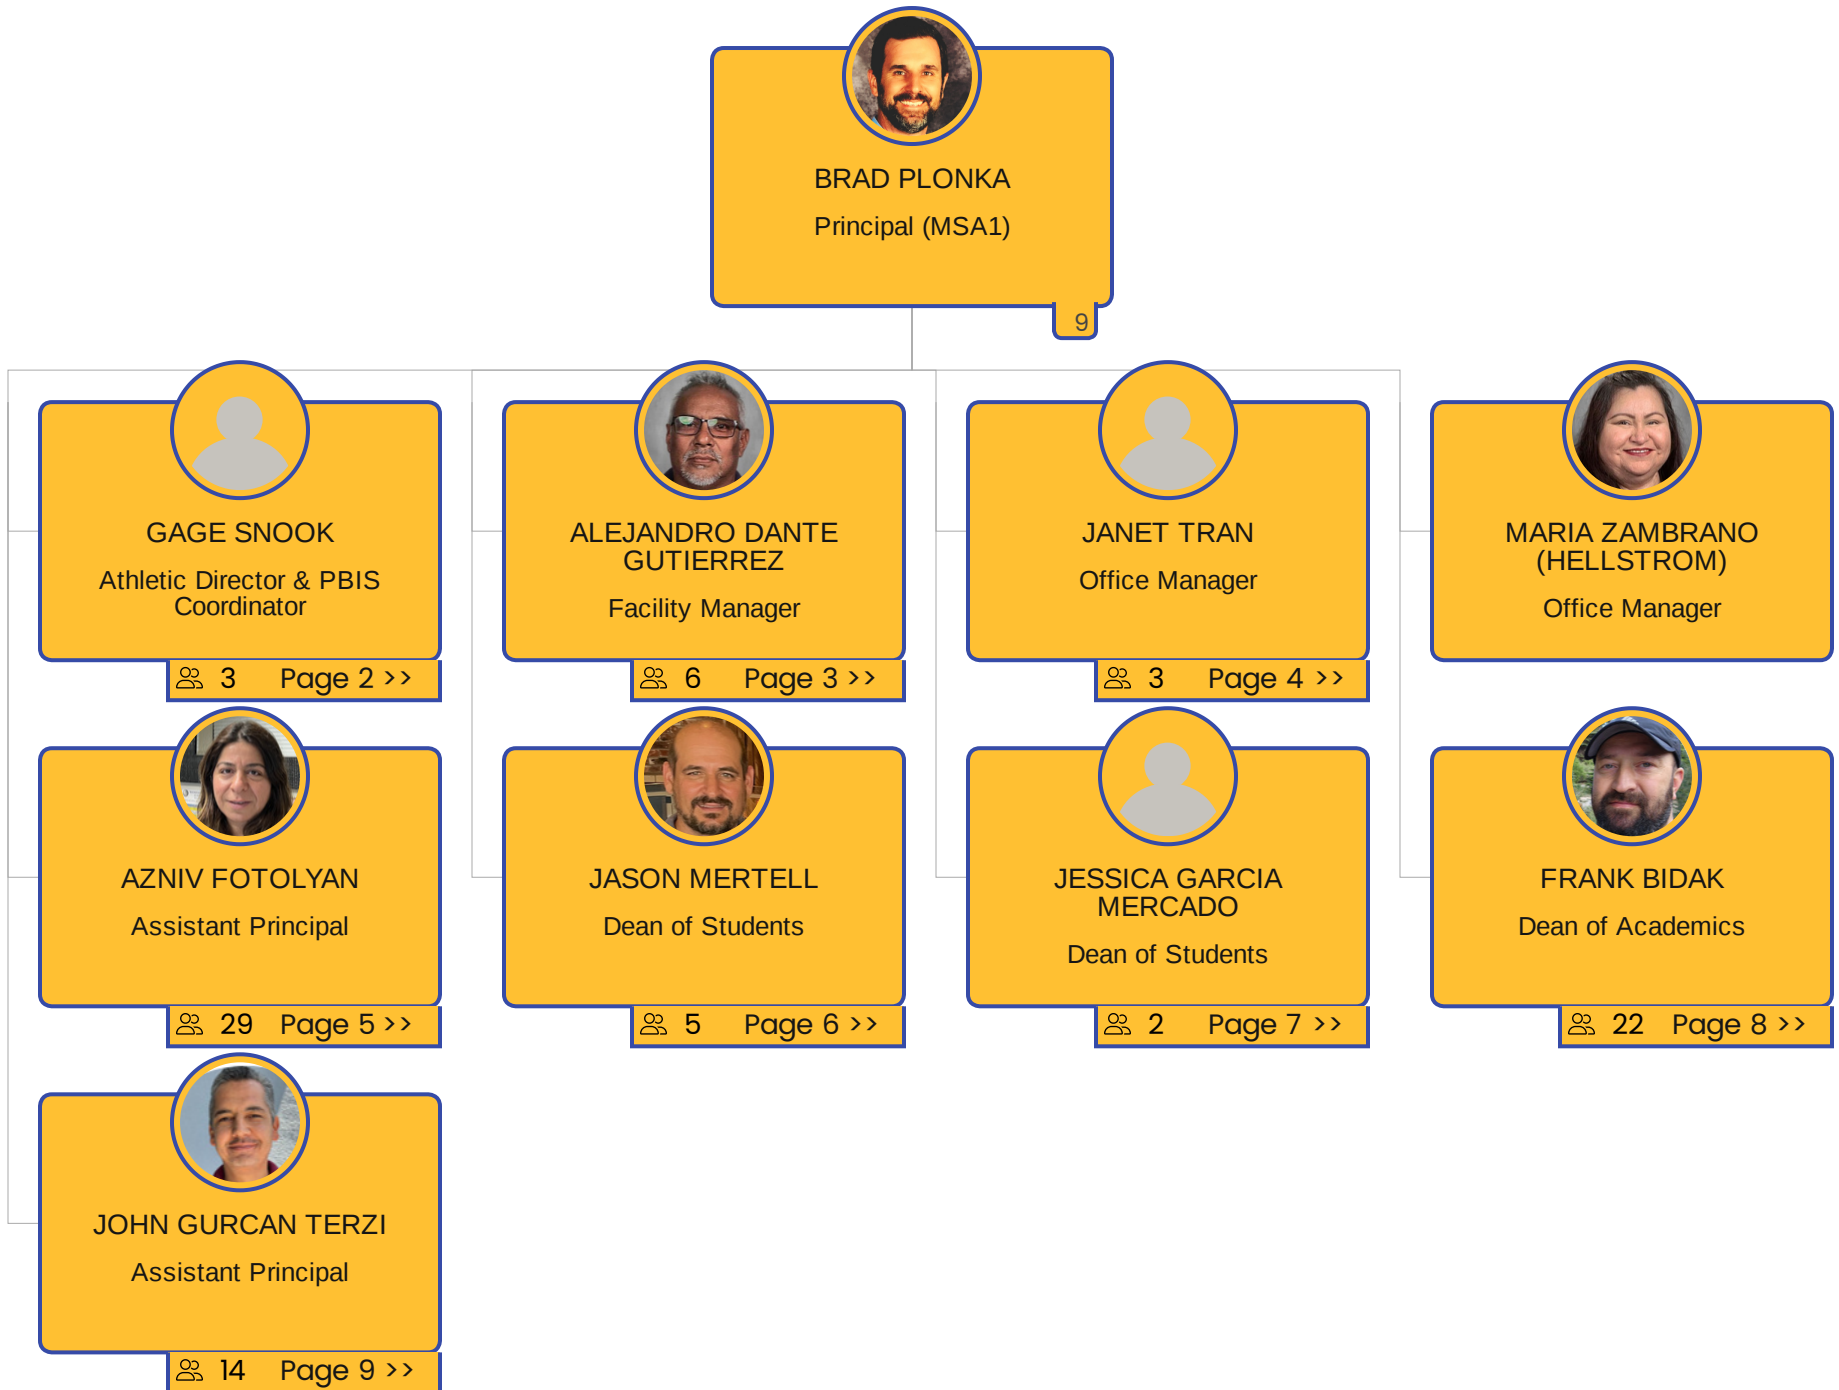 BRAD PLONKA
Principal (MSA1)
9
GAGE SNOOK
Athletic Director & PBIS
Coordinator
3 Page 2 >>
ALEJANDRO DANTE
GUTIERREZ
Facility Manager
6 Page 3 >>
JANET TRAN
Office Manager
3 Page 4 >>
MARIA ZAMBRANO
(HELLSTROM)
Office Manager
AZNIV FOTOLYAN
Assistant Principal
29 Page 5 >>
JASON MERTELL
Dean of Students
5 Page 6 >>
JESSICA GARCIA
MERCADO
Dean of Students
2 Page 7 >>
FRANK BIDAK
Dean of Academics
22 Page 8 >>
JOHN GURCAN TERZI
Assistant Principal
14 Page 9 >>